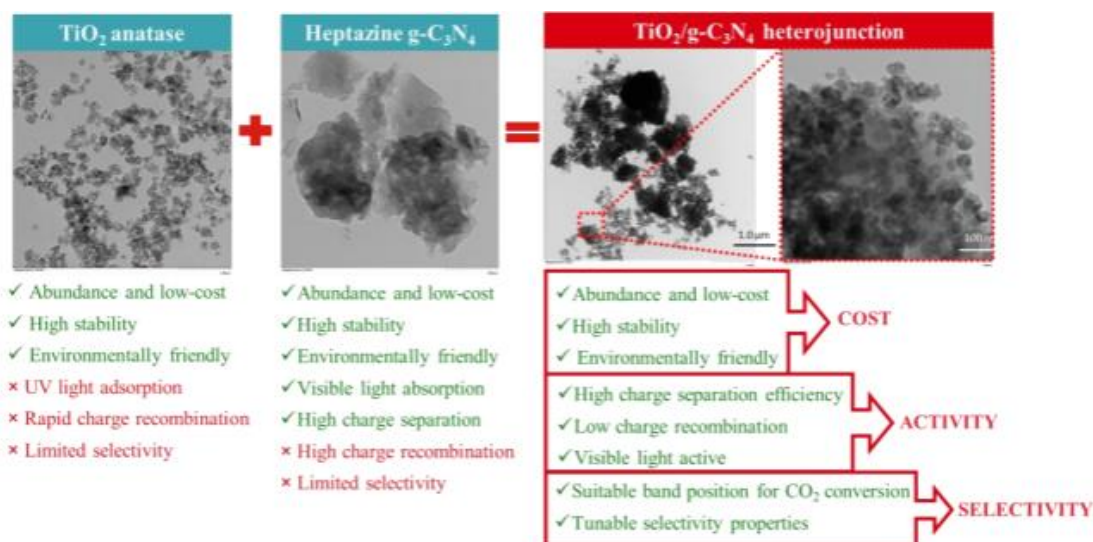 TiO₂ anatase
Heptazine g-C₃N₄
TiO₂/g-C₃N₄ heterojunction
1.0 µm
100
✓ Abundance and low-cost
✓ High stability
✓ Environmentally friendly
× UV light adsorption
× Rapid charge recombination
× Limited selectivity
✓ Abundance and low-cost
✓ High stability
✓ Environmentally friendly
✓ Visible light absorption
✓ High charge separation
× High charge recombination
× Limited selectivity
✓ Abundance and low-cost
✓ High stability
✓ Environmentally friendly
COST
✓ High charge separation efficiency
✓ Low charge recombination
✓ Visible light active
ACTIVITY
✓ Suitable band position for CO₂ conversion
✓ Tunable selectivity properties
SELECTIVITY